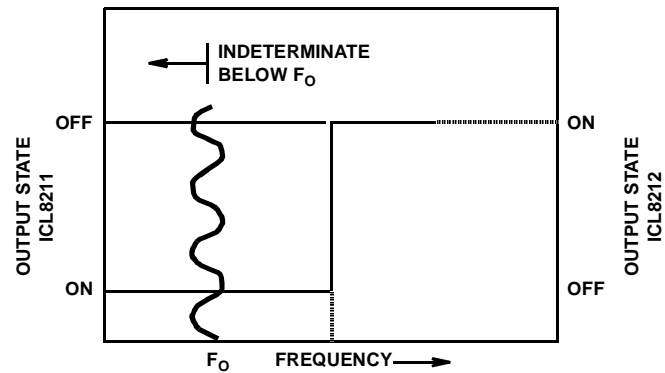 INDETERMINATE
BELOW FO
OFF
ON
OUTPUT STATE
ICL8211
OUTPUT STATE
ICL8212
ON
OFF
FO
FREQUENCY